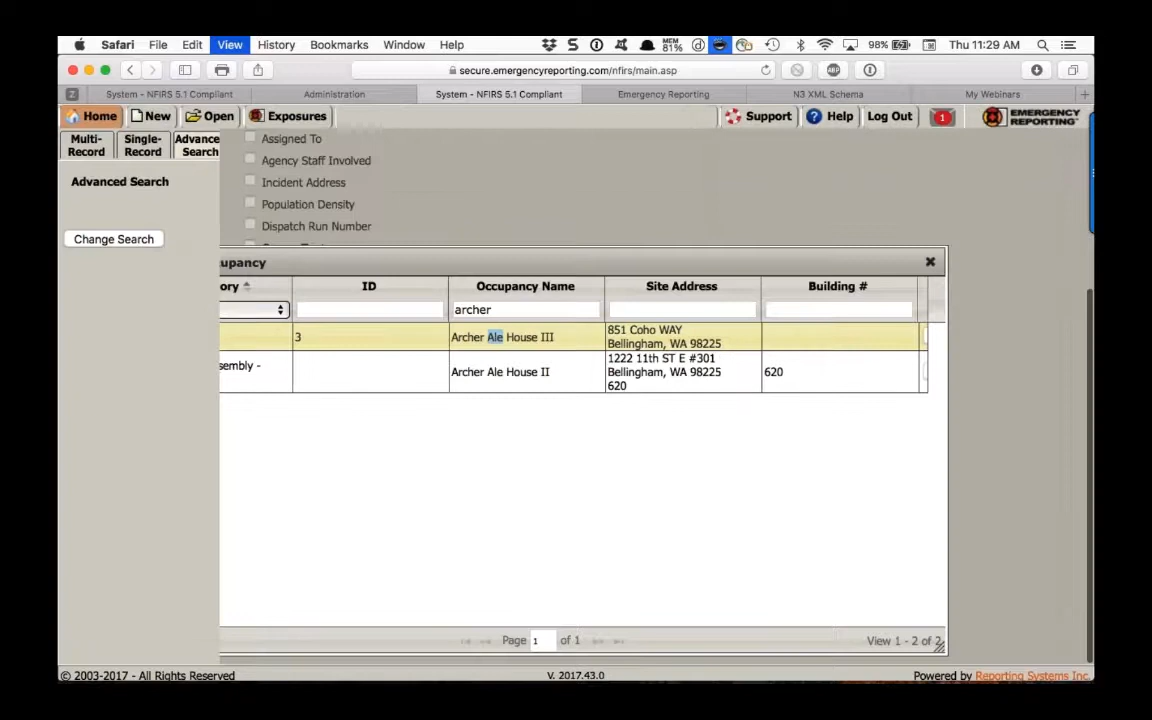 Safari File Edit View History Bookmarks Window Help MEM 81% 98% Thu 11:29 AM
secure.emergencyreporting.com/nfirs/main.asp ABP
Z System - NFIRS 5.1 Compliant Administration System - NFIRS 5.1 Compliant Emergency Reporting N3 XML Schema My Webinars +
Home New Open Exposures Support Help Log Out 1 EMERGENCY REPORTING
Multi-Record Single-Record Advance Search
Assigned To
Agency Staff Involved
Advanced Search
Incident Address
Population Density
Dispatch Run Number
Change Search
upancy
ory ID Occupancy Name Site Address Building #
archer
3 Archer Ale House III 851 Coho WAY
Bellingham, WA 98225
sembly - Archer Ale House II 1222 11th ST E #301
Bellingham, WA 98225 620
620
Page 1 of 1 View 1 - 2 of 2
© 2003-2017 - All Rights Reserved V. 2017.43.0 Powered by Reporting Systems Inc.